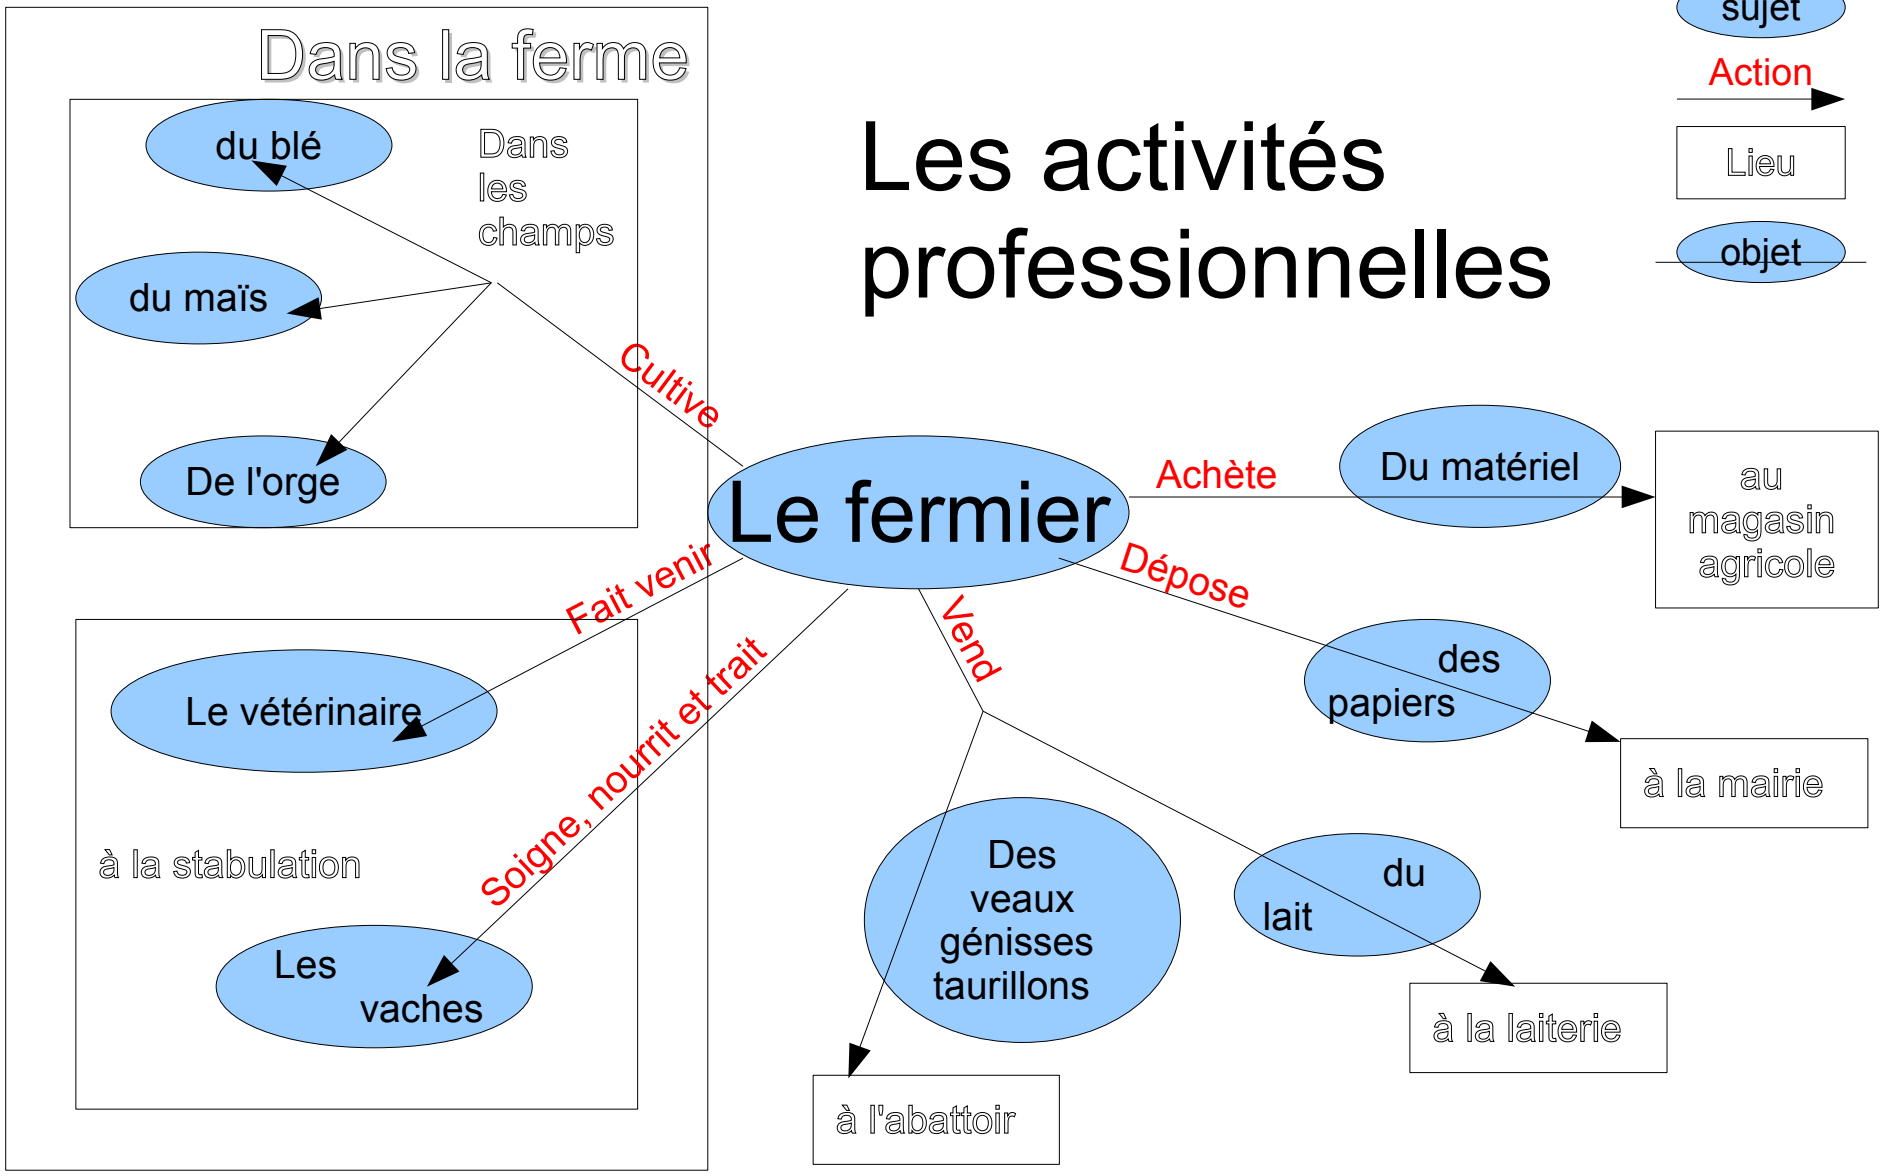 sujet
Action
Lieu
objet
Les activités
professionnelles
Dans la ferme
Dans
les
champs
du blé
du maïs
De l'orge
Cultive
Le fermier
Achète
Du matériel
au
magasin
agricole
Dépose
des
papiers
à la mairie
Vend
Des
veaux
génisses
taurillons
à l'abattoir
du
lait
à la laiterie
Fait venir
Le vétérinaire
Soigne, nourrit et trait
à la stabulation
Les
vaches